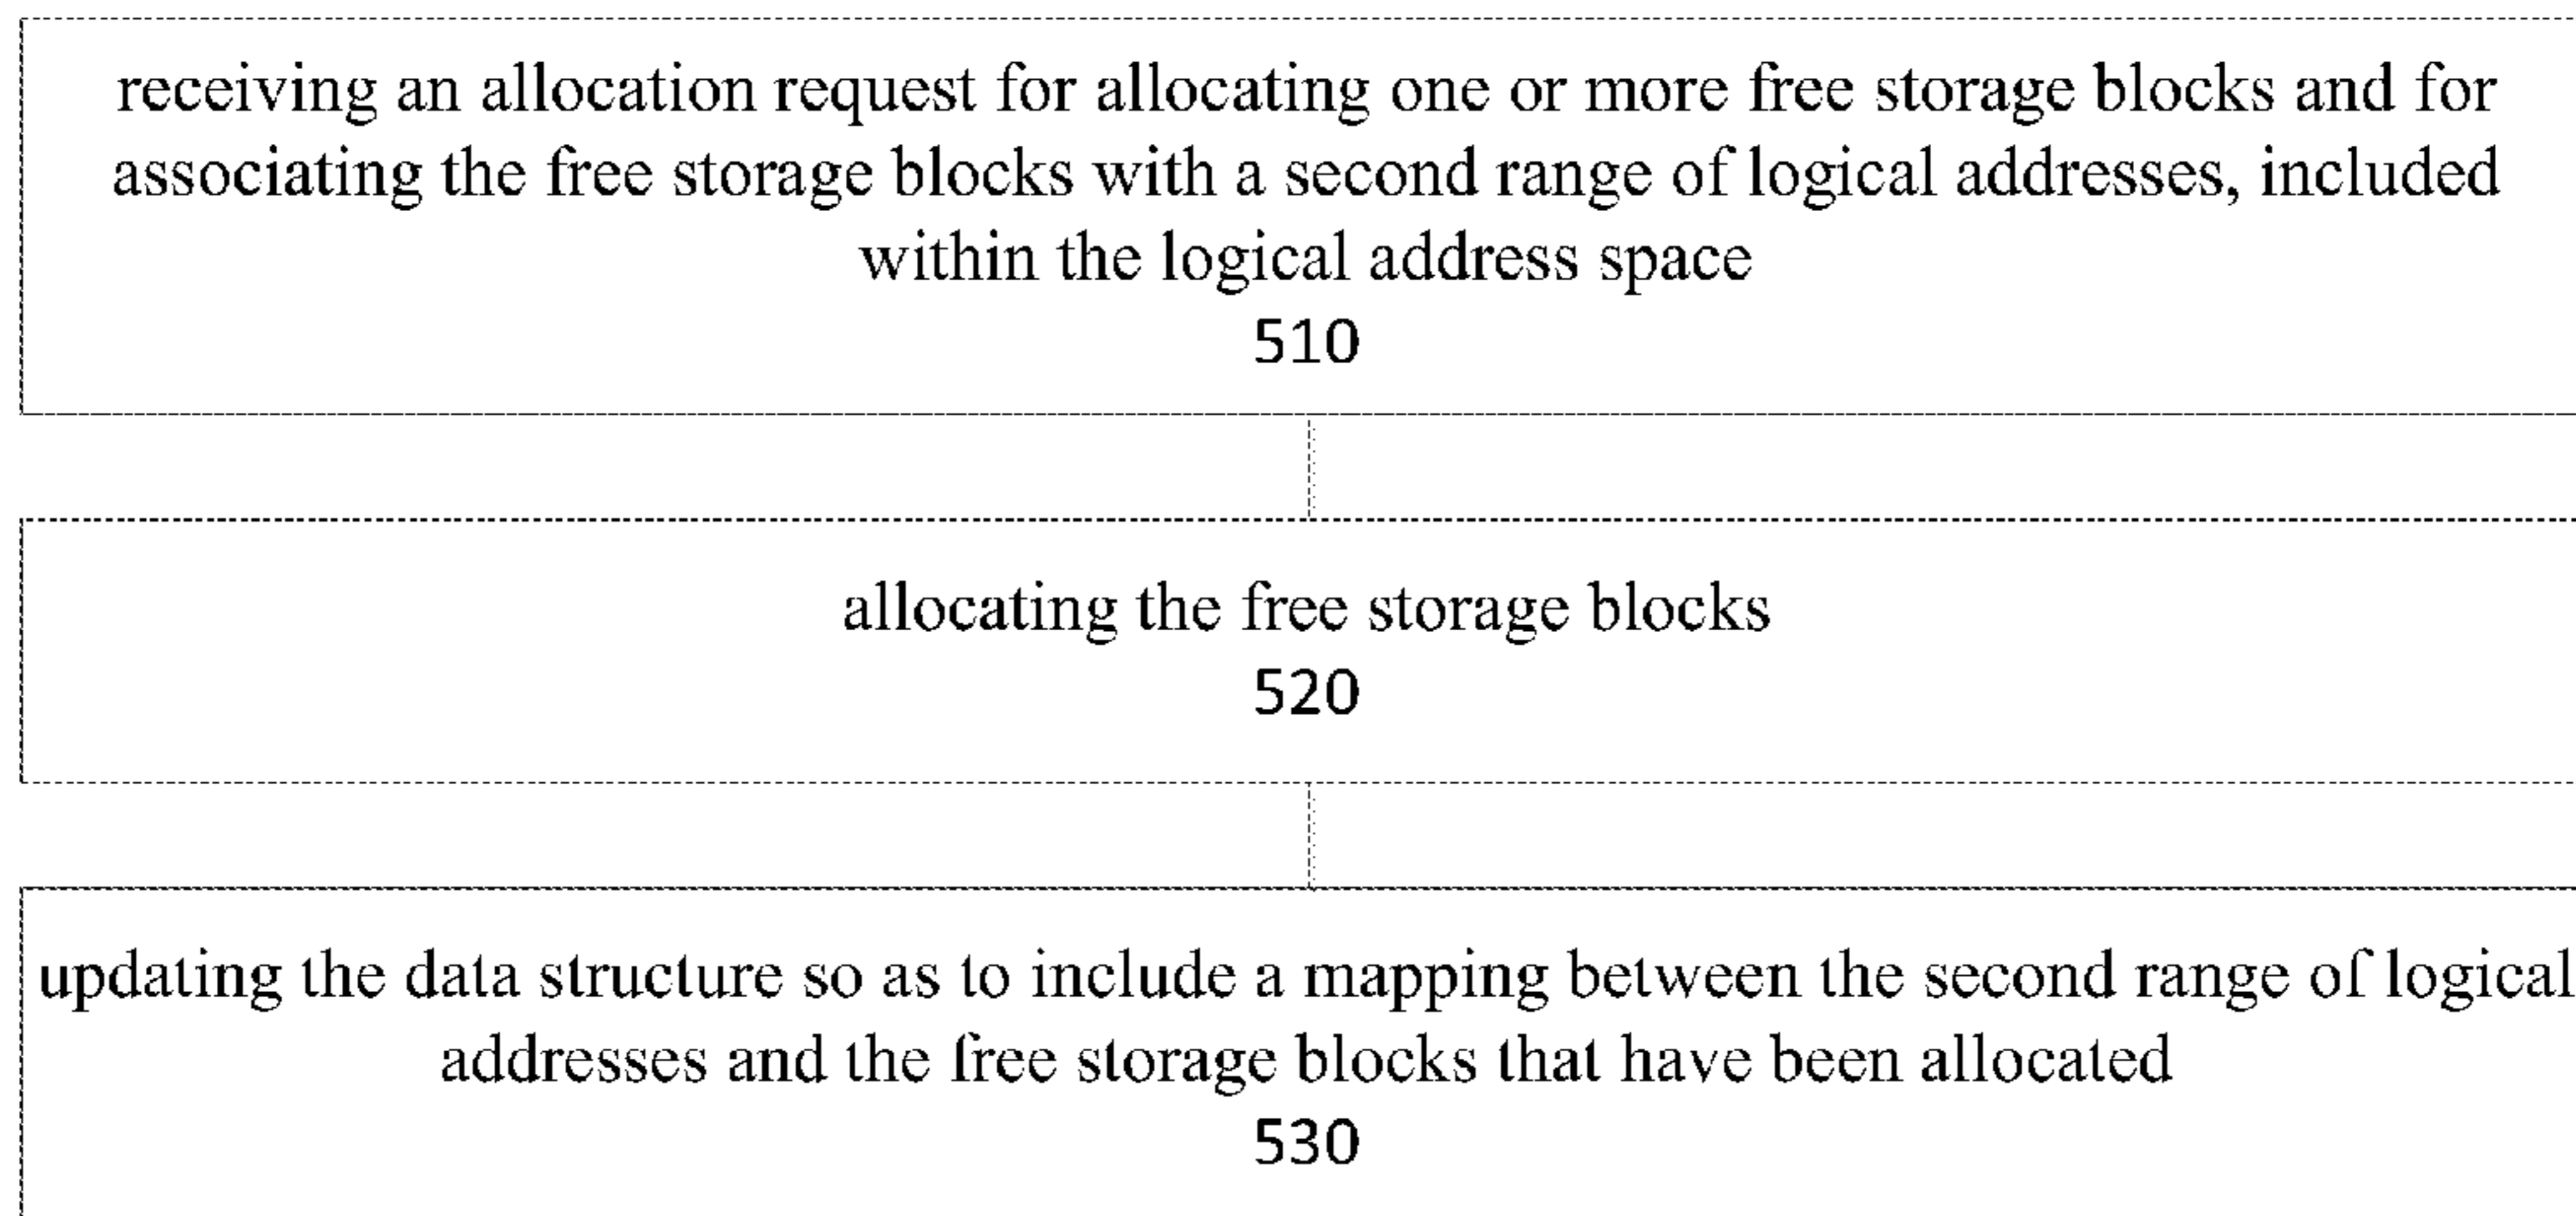 receiving an allocation request for allocating one or more free storage blocks and for
associating the free storage blocks with a second range of logical addresses, included
within the logical address space
510
allocating the free storage blocks
520
updating the data structure so as to include a mapping between the second range of logical
addresses and the free storage blocks that have been allocated
530